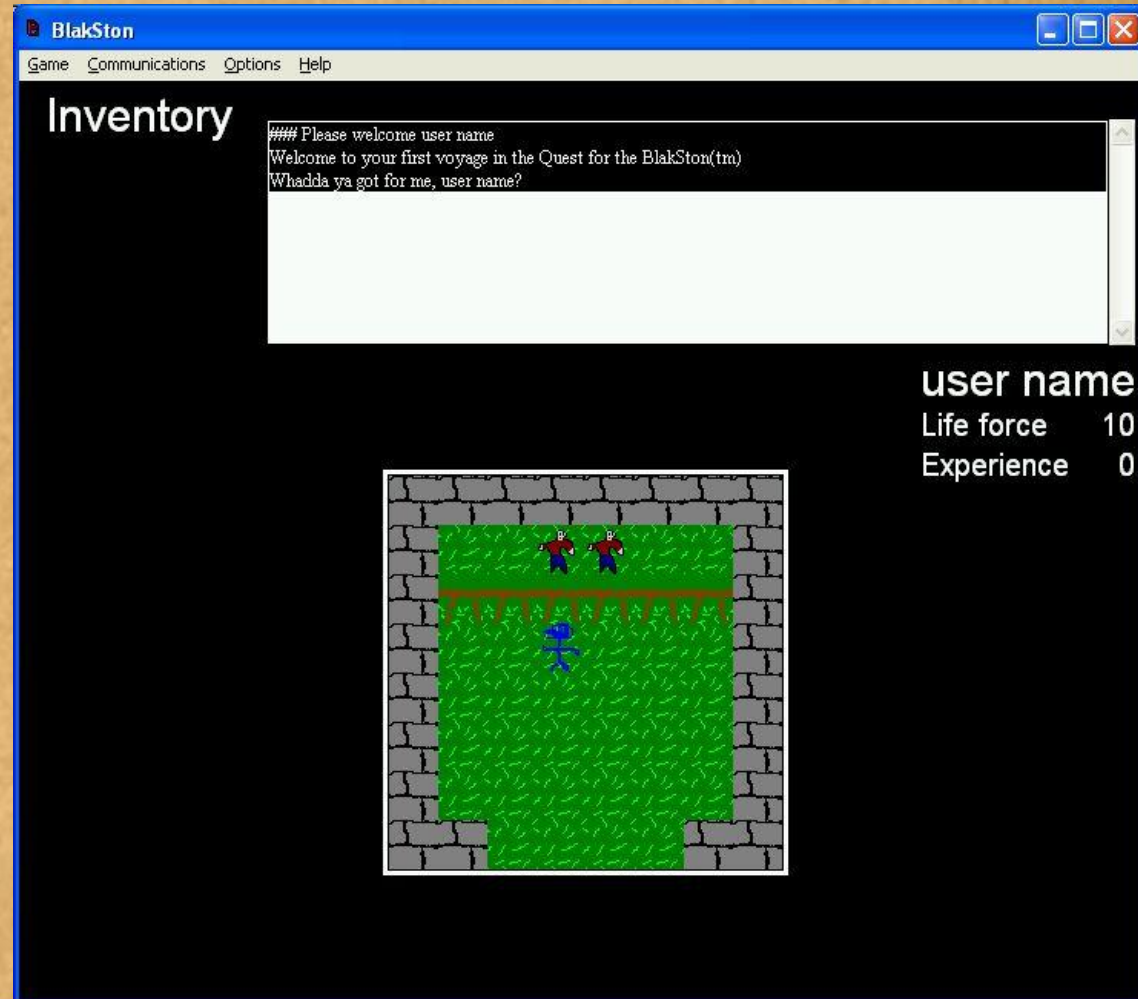 BlakSton
Game Communications Options Help
Inventory
### Please welcome user name
Welcome to your first voyage in the Quest for the BlakSton(tm)
Whadda ya got for me, user name?
user name
Life force 10
Experience 0